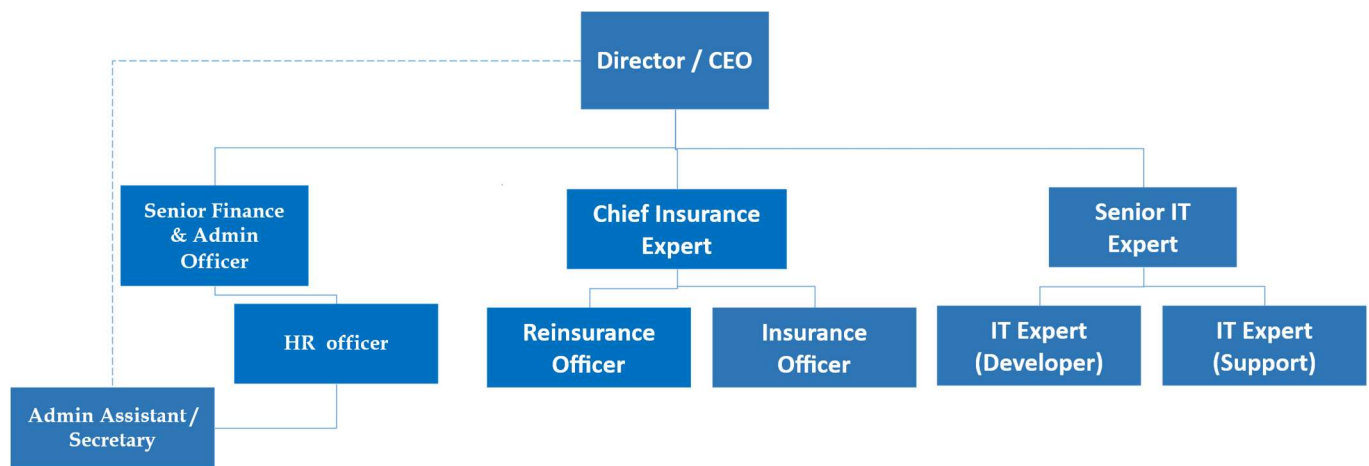 Director / CEO
Senior Finance
& Admin
Officer
Chief Insurance
Expert
Senior IT
Expert
HR officer
Reinsurance
Officer
Insurance
Officer
IT Expert
(Developer)
IT Expert
(Support)
Admin Assistant /
Secretary